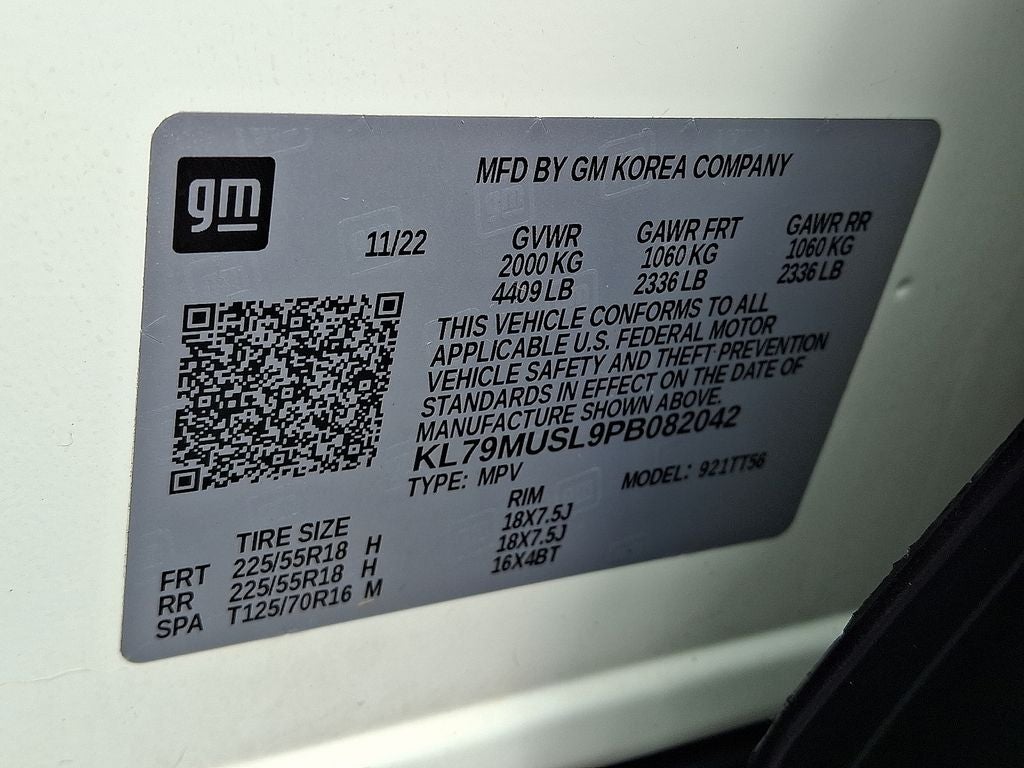 gm
MFD BY GM KOREA COMPANY
11/22
GVWR GAWR FRT GAWR RR
2000 KG 1060 KG 1060 KG
4409 LB 2336 LB 2336 LB
THIS VEHICLE CONFORMS TO ALL
APPLICABLE U.S. FEDERAL MOTOR
VEHICLE SAFETY AND THEFT PREVENTION
STANDARDS IN EFFECT ON THE DATE OF
MANUFACTURE SHOWN ABOVE.
KL79MUSL9PB082042
TYPE: MPV MODEL: 921TT56
TIRE SIZE RIM
FRT 225/55R18 H 18X7.5J
RR 225/55R18 H 18X7.5J
SPA T125/70R16 M 16X4BT